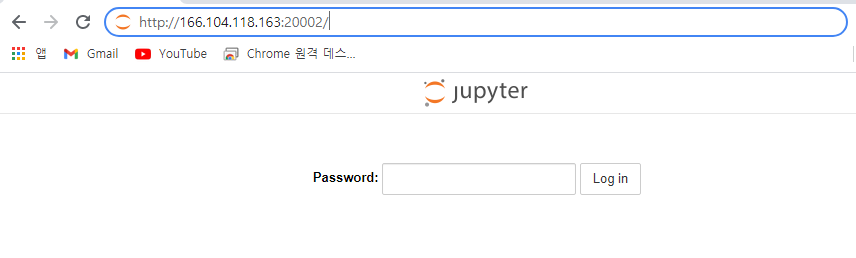 http://166.104.118.163:20002/
앱 Gmail YouTube Chrome 원격 데스...
jupyter
Password: Log in